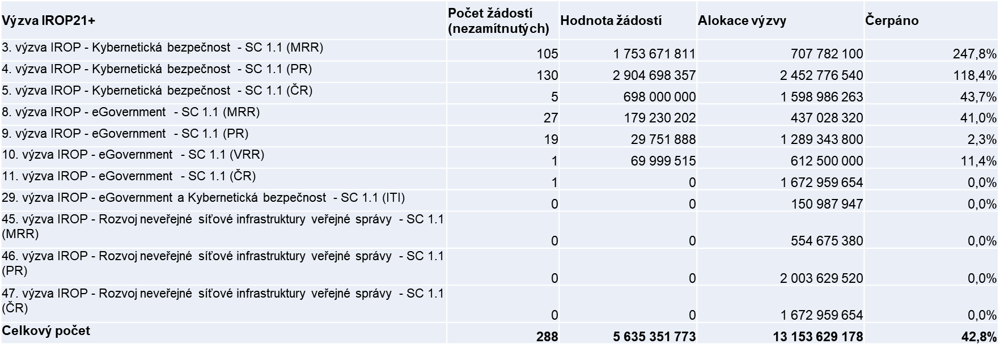 Výzva IROP21+ Počet žádostí (nezamítnutých) Hodnota žádostí Alokace výzvy Čerpáno
3. výzva IROP - Kybernetická bezpečnost - SC 1.1 (MRR) 105 1 753 671 811 707 782 100 247,8%
4. výzva IROP - Kybernetická bezpečnost - SC 1.1 (PR) 130 2 904 698 357 2 452 776 540 118,4%
5. výzva IROP - Kybernetická bezpečnost - SC 1.1 (ČR) 5 698 000 000 1 598 986 263 43,7%
8. výzva IROP - eGovernment - SC 1.1 (MRR) 27 179 230 202 437 028 320 41,0%
9. výzva IROP - eGovernment - SC 1.1 (PR) 19 29 751 888 1 289 343 800 2,3%
10. výzva IROP - eGovernment - SC 1.1 (VRR) 1 69 999 515 612 500 000 11,4%
11. výzva IROP - eGovernment - SC 1.1 (ČR) 1 0 1 672 959 654 0,0%
29. výzva IROP - eGovernment a Kybernetická bezpečnost - SC 1.1 (ITI) 0 0 150 987 947 0,0%
45. výzva IROP - Rozvoj neveřejné síťové infrastruktury veřejné správy - SC 1.1
(MRR) 0 0 554 675 380 0,0%
46. výzva IROP - Rozvoj neveřejné síťové infrastruktury veřejné správy - SC 1.1
(PR) 0 0 2 003 629 520 0,0%
47. výzva IROP - Rozvoj neveřejné síťové infrastruktury veřejné správy - SC 1.1
(ČR) 0 0 1 672 959 654 0,0%
Celkový počet 288 5 635 351 773 13 153 629 178 42,8%